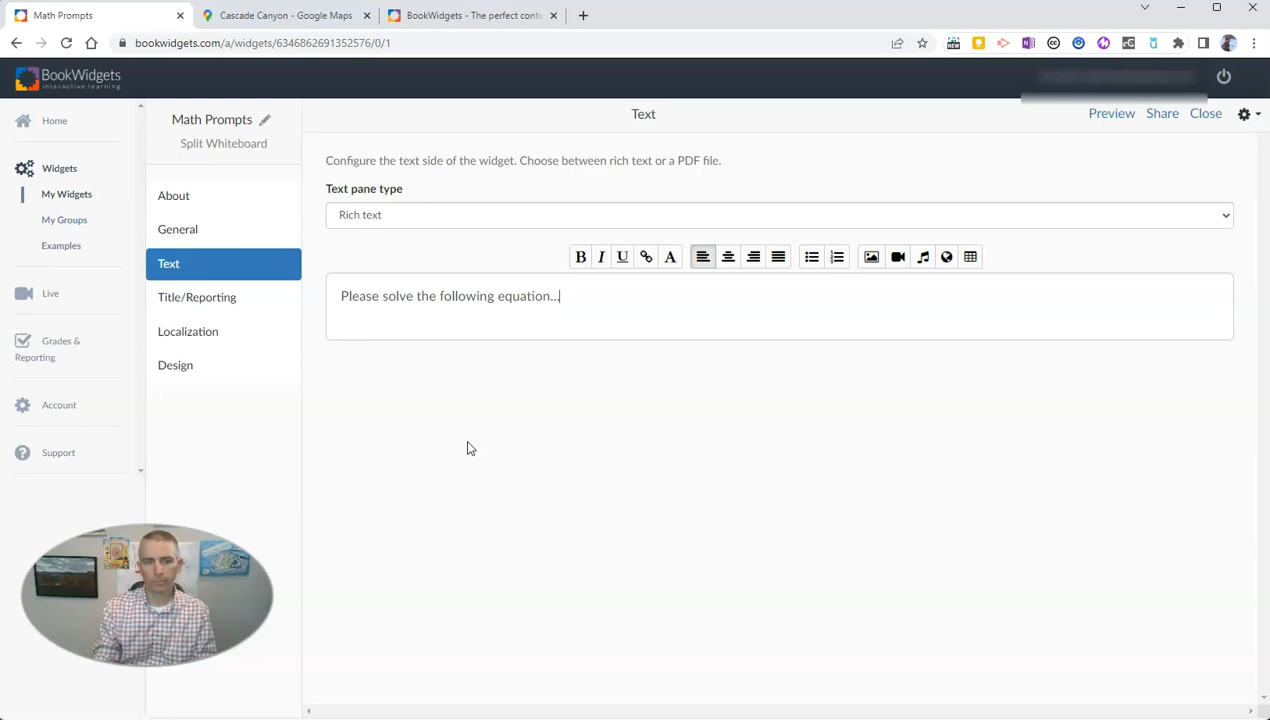 Math Prompts
Cascade Canyon - Google Maps
BookWidgets - The perfect cont
bookwidgets.com/a/widgets/6346862691352576/0/1
BookWidgets
interactive learning
Home
Widgets
My Widgets
My Groups
Examples
Live
Grades &
Reporting
Account
Support
Math Prompts
Split Whiteboard
About
General
Text
Title/Reporting
Localization
Design
Text
Preview Share Close
Configure the text side of the widget. Choose between rich text or a PDF file.
Text pane type
Rich text
B I U A
Please solve the following equation...